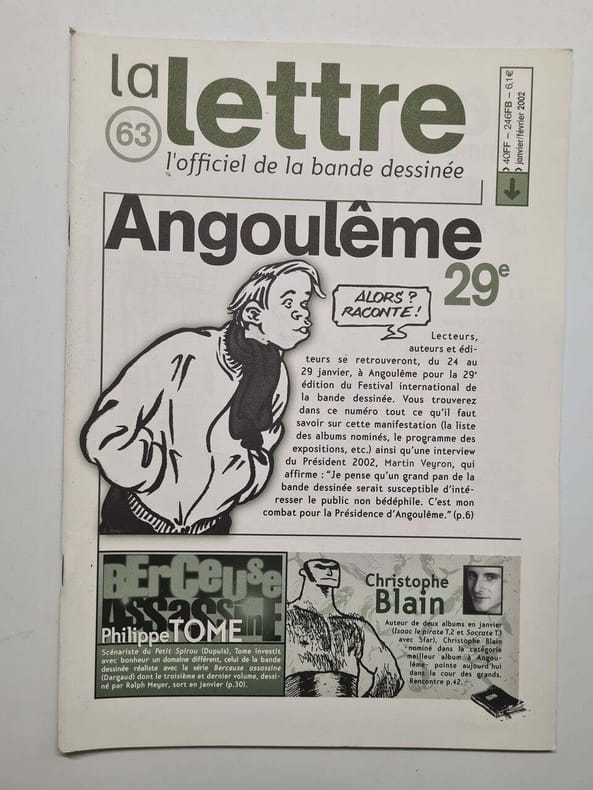 la lettre
63
l'officiel de la bande dessinée
> 40FF – 246FB – 6,1€
> janvier/février 2002
Angoulême
29e
ALORS ?
RACONTE !
Lecteurs,
auteurs et édi-
teurs se retrouveront, du 24 au
29 janvier, à Angoulême pour la 29e
édition du Festival international de
la bande dessinée. Vous trouverez
dans ce numéro tout ce qu'il faut
savoir sur cette manifestation (la liste
des albums nominés, le programme des
expositions, etc.) ainsi qu'une interview
du Président 2002, Martin Veyron, qui
affirme : "Je pense qu'un grand pan de la
bande dessinée serait susceptible d'inté-
resser le public non bédéphile. C'est mon
combat pour la Présidence d'Angoulême." (p.6)
BErCEUsE
ASSASSINE
Philippe TOME
Scénariste du Petit Spirou (Dupuis), Tome investit
avec bonheur un domaine différent, celui de la bande
dessinée réaliste avec la série Berceuse assassine
(Dargaud) dont le troisième et dernier volume, dessi-
né par Ralph Meyer, sort en janvier (p.30).
Christophe
Blain
Auteur de deux albums en janvier
(Isaac le pirate T.2 et Socrate T.1
avec Sfar), Christophe Blain
nominé dans la catégorie
meilleur album à Angou-
lême- pointe aujourd'hui
dans la cour des grands.
Rencontre p.42.